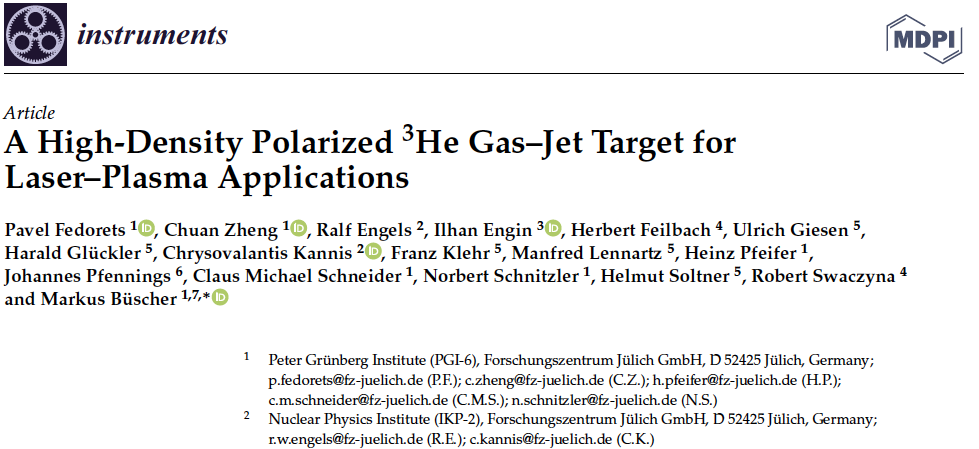 instruments
MDPI
Article
A High-Density Polarized ³He Gas–Jet Target for
Laser–Plasma Applications
Pavel Fedorets ¹ iD, Chuan Zheng ¹ iD, Ralf Engels ², Ilhan Engin ³ iD, Herbert Feilbach ⁴, Ulrich Giesen ⁵,
Harald Glückler ⁵, Chrysovalantis Kannis ² iD, Franz Klehr ⁵, Manfred Lennartz ⁵, Heinz Pfeifer ¹,
Johannes Pfennings ⁶, Claus Michael Schneider ¹, Norbert Schnitzler ¹, Helmut Soltner ⁵, Robert Swaczyna ⁴
and Markus Büscher ¹,⁷,* iD
¹ Peter Grünberg Institute (PGI-6), Forschungszentrum Jülich GmbH, D 52425 Jülich, Germany;
p.fedorets@fz-juelich.de (P.F.); c.zheng@fz-juelich.de (C.Z.); h.pfeifer@fz-juelich.de (H.P.);
c.m.schneider@fz-juelich.de (C.M.S.); n.schnitzler@fz-juelich.de (N.S.)
² Nuclear Physics Institute (IKP-2), Forschungszentrum Jülich GmbH, D 52425 Jülich, Germany;
r.w.engels@fz-juelich.de (R.E.); c.kannis@fz-juelich.de (C.K.)